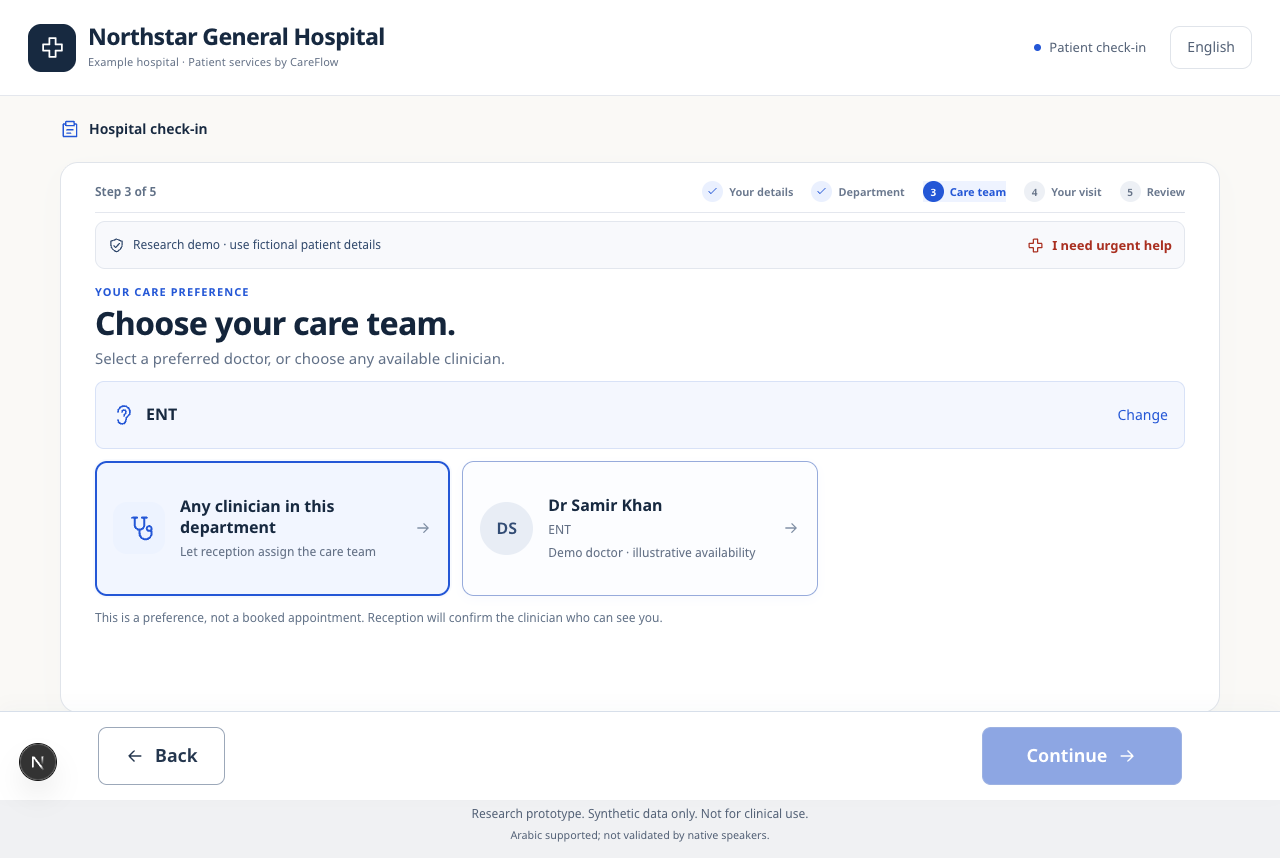 Northstar General Hospital
Example hospital · Patient services by CareFlow
Patient check-in
English
Hospital check-in
Step 3 of 5
Your details
Department
3 Care team
4 Your visit
5 Review
Research demo · use fictional patient details
I need urgent help
YOUR CARE PREFERENCE
Choose your care team.
Select a preferred doctor, or choose any available clinician.
ENT
Change
Any clinician in this
department
Let reception assign the care team
DS
Dr Samir Khan
ENT
Demo doctor · illustrative availability
This is a preference, not a booked appointment. Reception will confirm the clinician who can see you.
Back
Continue
N
Research prototype. Synthetic data only. Not for clinical use.
Arabic supported; not validated by native speakers.